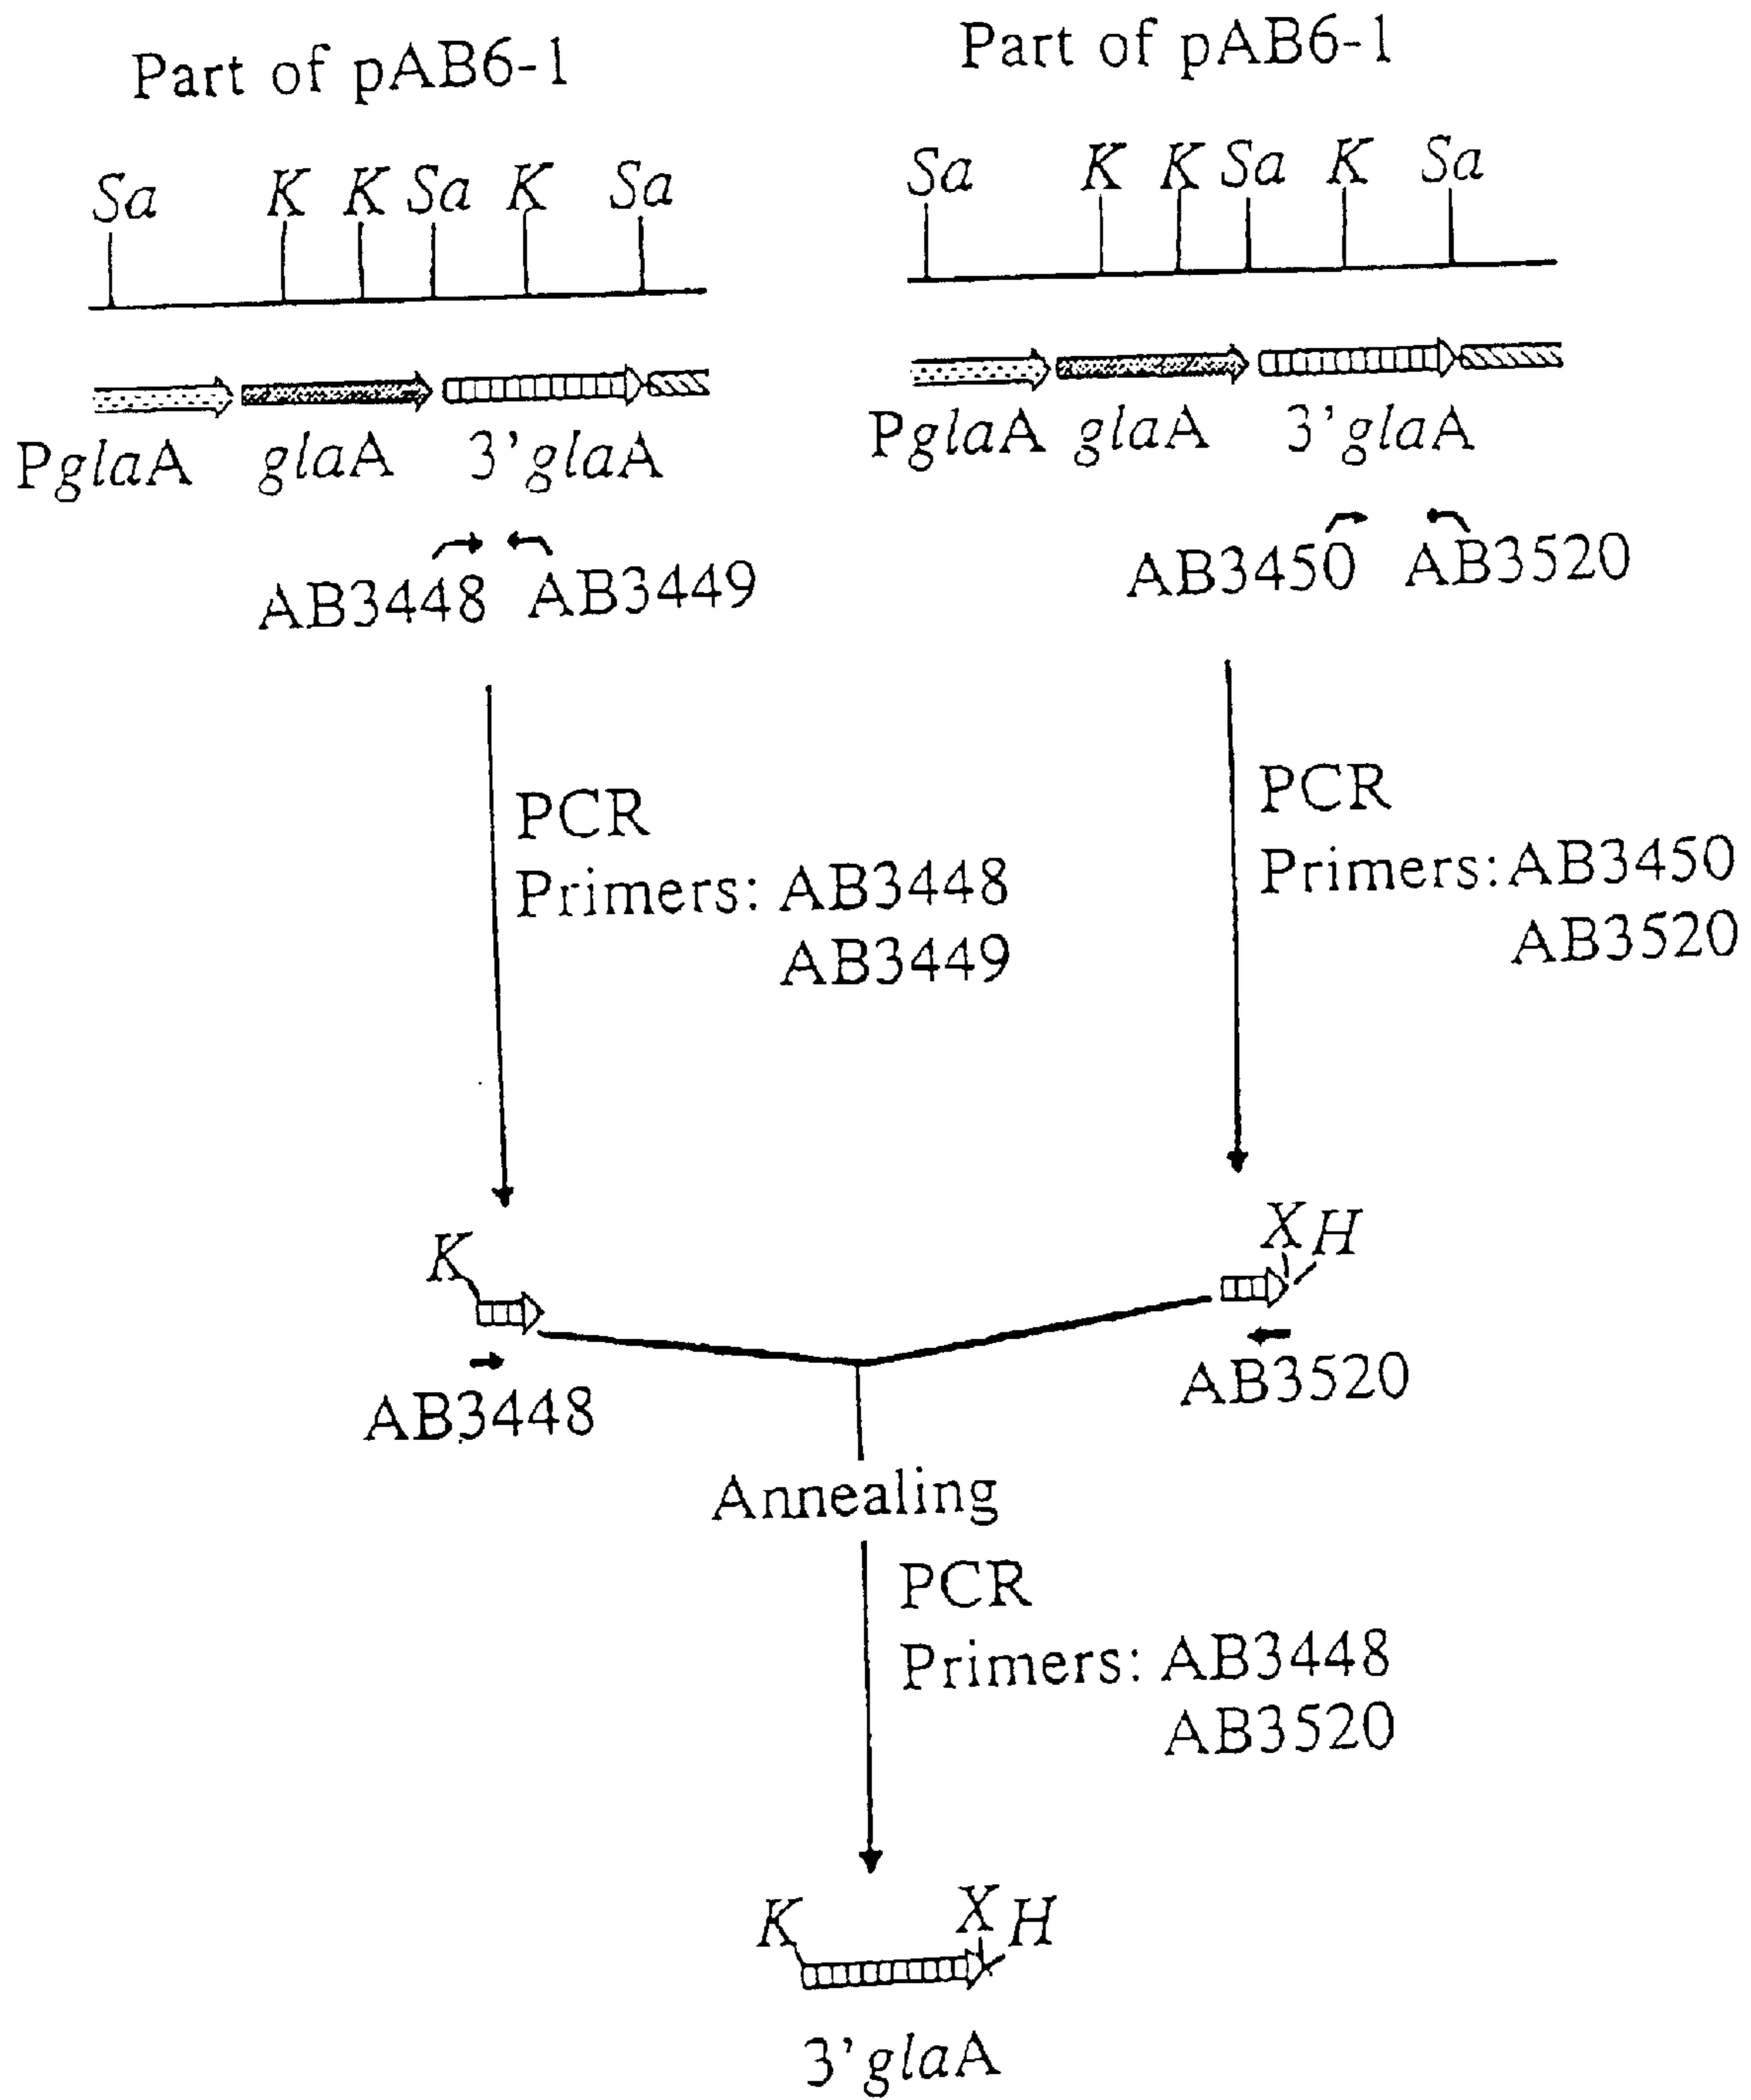 Part of pAB6-1
Sa K K Sa K Sa
PglaA glaA 3'glaA
AB3448 AB3449
PCR
Primers: AB3448
AB3449
Part of pAB6-1
Sa K K Sa K Sa
PglaA glaA 3'glaA
AB3450 AB3520
PCR
Primers: AB3450
AB3520
K
AB3448
X H
AB3520
Annealing
PCR
Primers: AB3448
AB3520
K X H
3'glaA